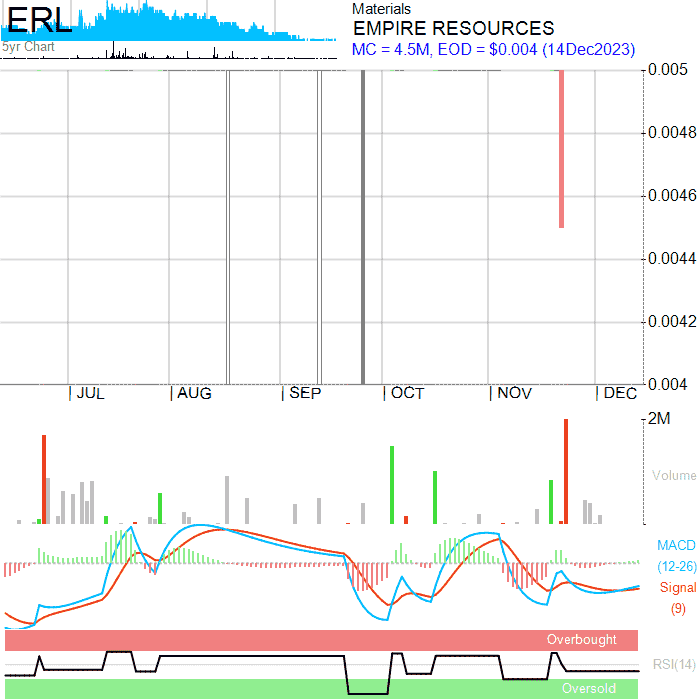 ERL
5yr Chart
Materials
EMPIRE RESOURCES
MC = 4.5M, EOD = $0.004 (14Dec2023)
0.005
0.0048
0.0046
0.0044
0.0042
0.004
JUL AUG SEP OCT NOV DEC
2M
Volume
MACD
(12-26)
Signal
(9)
Overbought
RSI(14)
Oversold